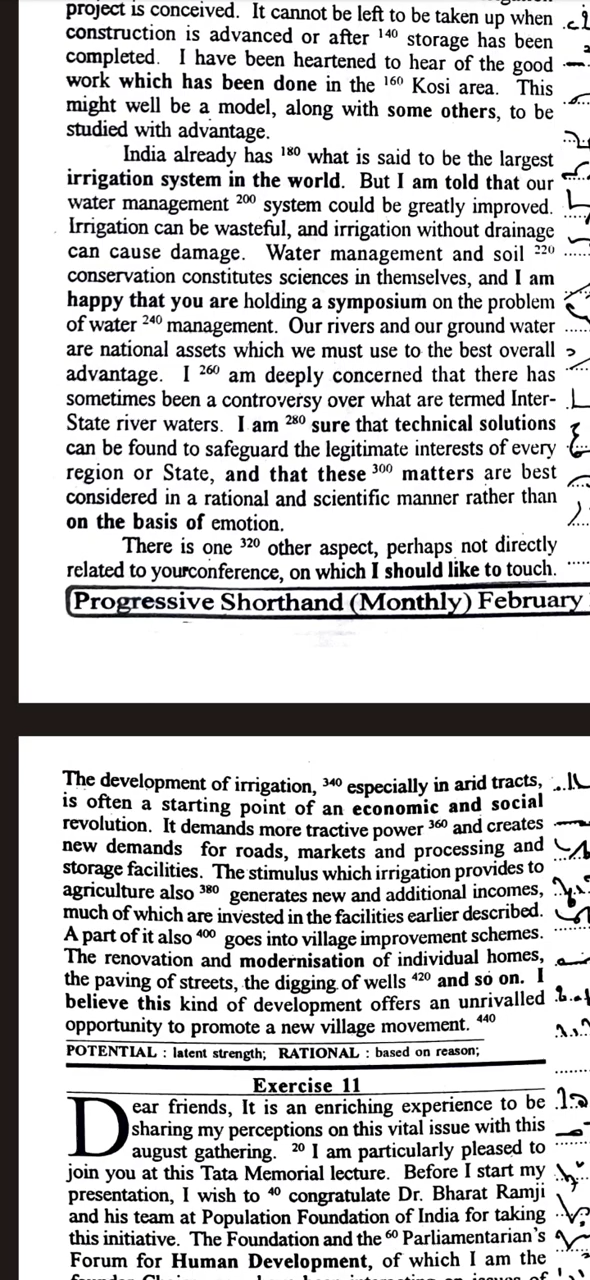 project is conceived. It cannot be left to be taken up when
construction is advanced or after 140 storage has been
completed. I have been heartened to hear of the good
work which has been done in the 160 Kosi area. This
might well be a model, along with some others, to be
studied with advantage.
India already has 180 what is said to be the largest
irrigation system in the world. But I am told that our
water management 200 system could be greatly improved.
Irrigation can be wasteful, and irrigation without drainage
can cause damage. Water management and soil 220
conservation constitutes sciences in themselves, and I am
happy that you are holding a symposium on the problem
of water 240 management. Our rivers and our ground water
are national assets which we must use to the best overall
advantage. I 260 am deeply concerned that there has
sometimes been a controversy over what are termed Inter-
State river waters. I am 280 sure that technical solutions
can be found to safeguard the legitimate interests of every
region or State, and that these 300 matters are best
considered in a rational and scientific manner rather than
on the basis of emotion.
There is one 320 other aspect, perhaps not directly
related to yourconference, on which I should like to touch.
Progressive Shorthand (Monthly) February
The development of irrigation, 340 especially in arid tracts,
is often a starting point of an economic and social
revolution. It demands more tractive power 360 and creates
new demands for roads, markets and processing and
storage facilities. The stimulus which irrigation provides to
agriculture also 380 generates new and additional incomes,
much of which are invested in the facilities earlier described.
A part of it also 400 goes into village improvement schemes.
The renovation and modernisation of individual homes,
the paving of streets, the digging of wells 420 and so on. I
believe this kind of development offers an unrivalled
opportunity to promote a new village movement. 440
POTENTIAL : latent strength; RATIONAL : based on reason;
Exercise 11
Dear friends, It is an enriching experience to be
sharing my perceptions on this vital issue with this
august gathering. 20 I am particularly pleased to
join you at this Tata Memorial lecture. Before I start my
presentation, I wish to 40 congratulate Dr. Bharat Ramji
and his team at Population Foundation of India for taking
this initiative. The Foundation and the 60 Parliamentarian's
Forum for Human Development, of which I am the